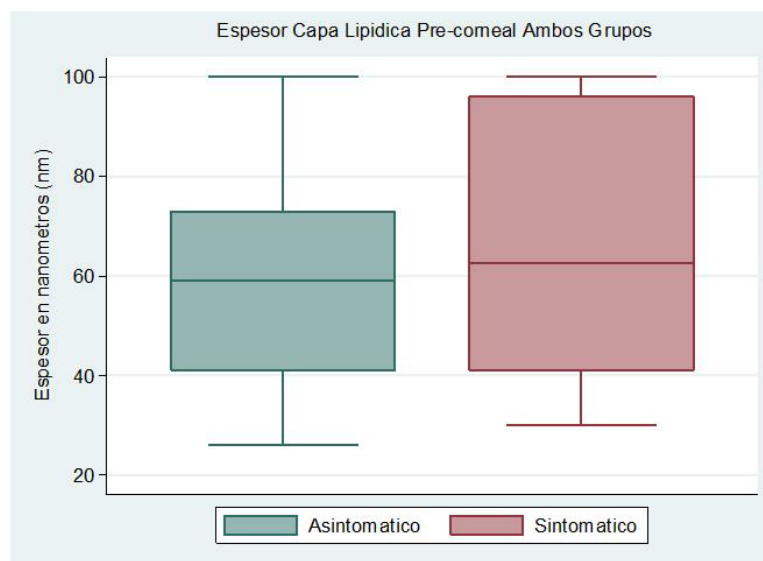 Espesor Capa Lipidica Pre-corneal Ambos Grupos
Espesor en nanometros (nm)
100
80
60
40
20
Asintomatico
Sintomatico